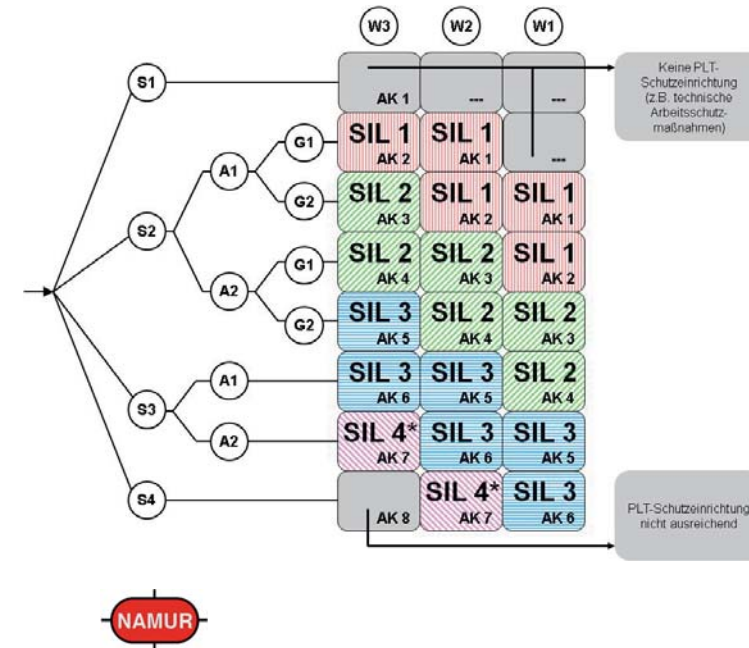 W3 W2 W1
S1
AK 1 --- ---
Keine PLT-
Schutzeinrichtung
(z.B. technische
Arbeitsschutz-
maßnahmen)
G1 SIL 1 SIL 1
AK 2 AK 1 ---
A1
G2 SIL 2 SIL 1 SIL 1
AK 3 AK 2 AK 1
S2
G1 SIL 2 SIL 2 SIL 1
AK 4 AK 3 AK 2
A2
G2 SIL 3 SIL 2 SIL 2
AK 5 AK 4 AK 3
A1 SIL 3 SIL 3 SIL 2
AK 6 AK 5 AK 4
S3
A2 SIL 4* SIL 3 SIL 3
AK 7 AK 6 AK 5
S4 SIL 4* SIL 3
AK 8 AK 7 AK 6
PLT-Schutzeinrichtung
nicht ausreichend
NAMUR